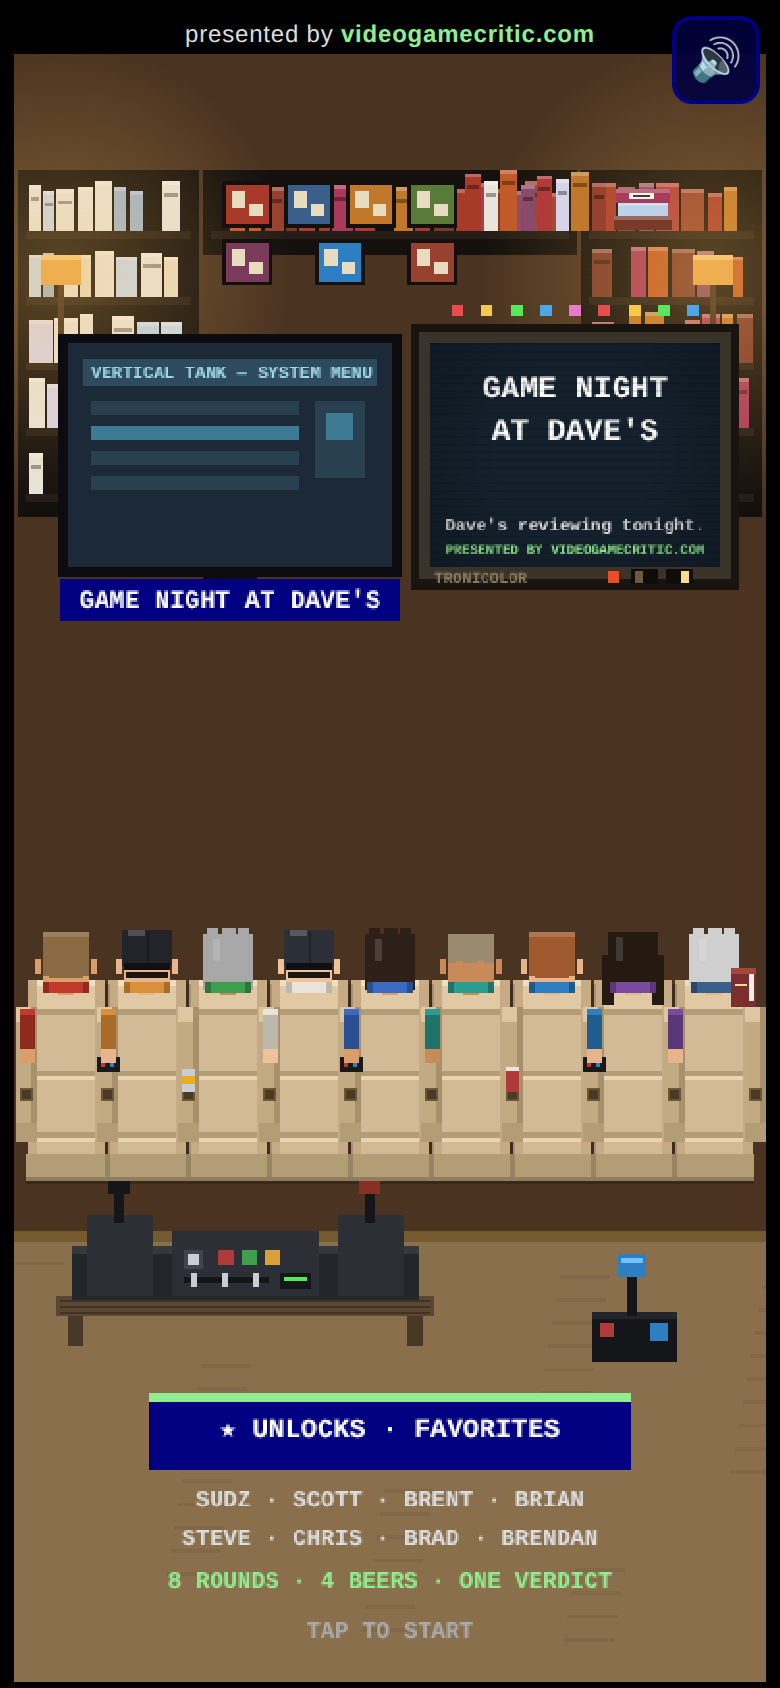 presented by videogamecritic.com
VERTICAL TANK — SYSTEM MENU
GAME NIGHT
AT DAVE'S
Dave's reviewing tonight.
PRESENTED BY VIDEOGAMECRITIC.COM
TRONICOLOR
GAME NIGHT AT DAVE'S
★ UNLOCKS · FAVORITES
SUDZ · SCOTT · BRENT · BRIAN
STEVE · CHRIS · BRAD · BRENDAN
8 ROUNDS · 4 BEERS · ONE VERDICT
TAP TO START